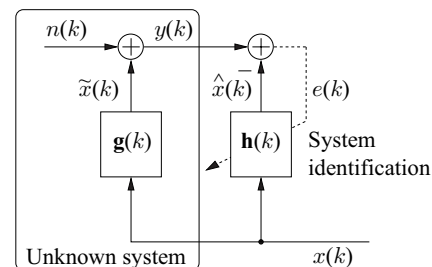 n(k) y(k)
+ +
x̃(k) x̂(k) − e(k)
g(k) h(k) System
identification
Unknown system x(k)